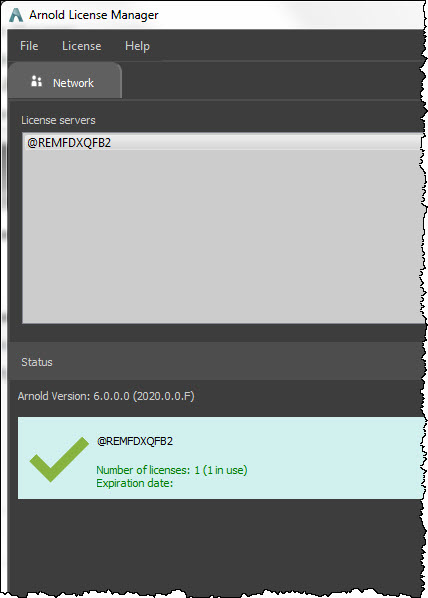 Arnold License Manager
File License Help
Network
License servers
@REMFDXQFB2
Status
Arnold Version: 6.0.0.0 (2020.0.0.F)
@REMFDXQFB2
Number of licenses: 1 (1 in use)
Expiration date: